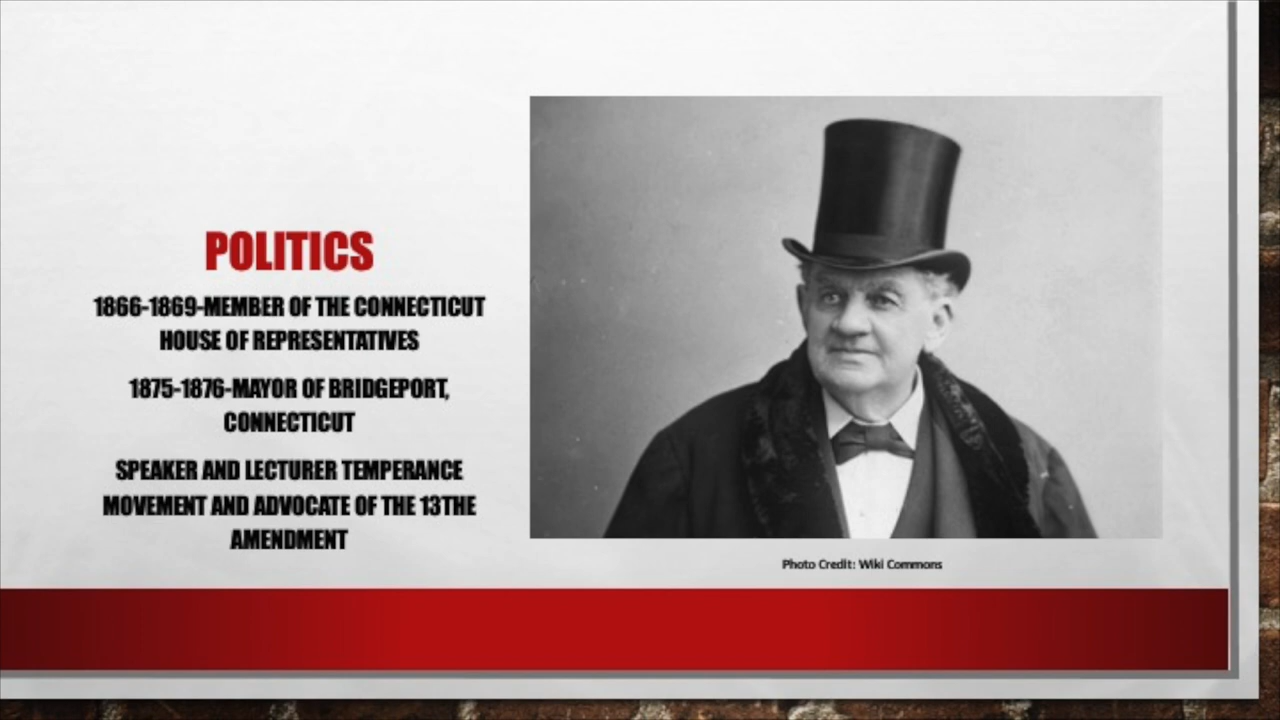 POLITICS
1866-1869-MEMBER OF THE CONNECTICUT
HOUSE OF REPRESENTATIVES
1875-1876-MAYOR OF BRIDGEPORT,
CONNECTICUT
SPEAKER AND LECTURER TEMPERANCE
MOVEMENT AND ADVOCATE OF THE 13THE
AMENDMENT
Photo Credit: Wiki Commons